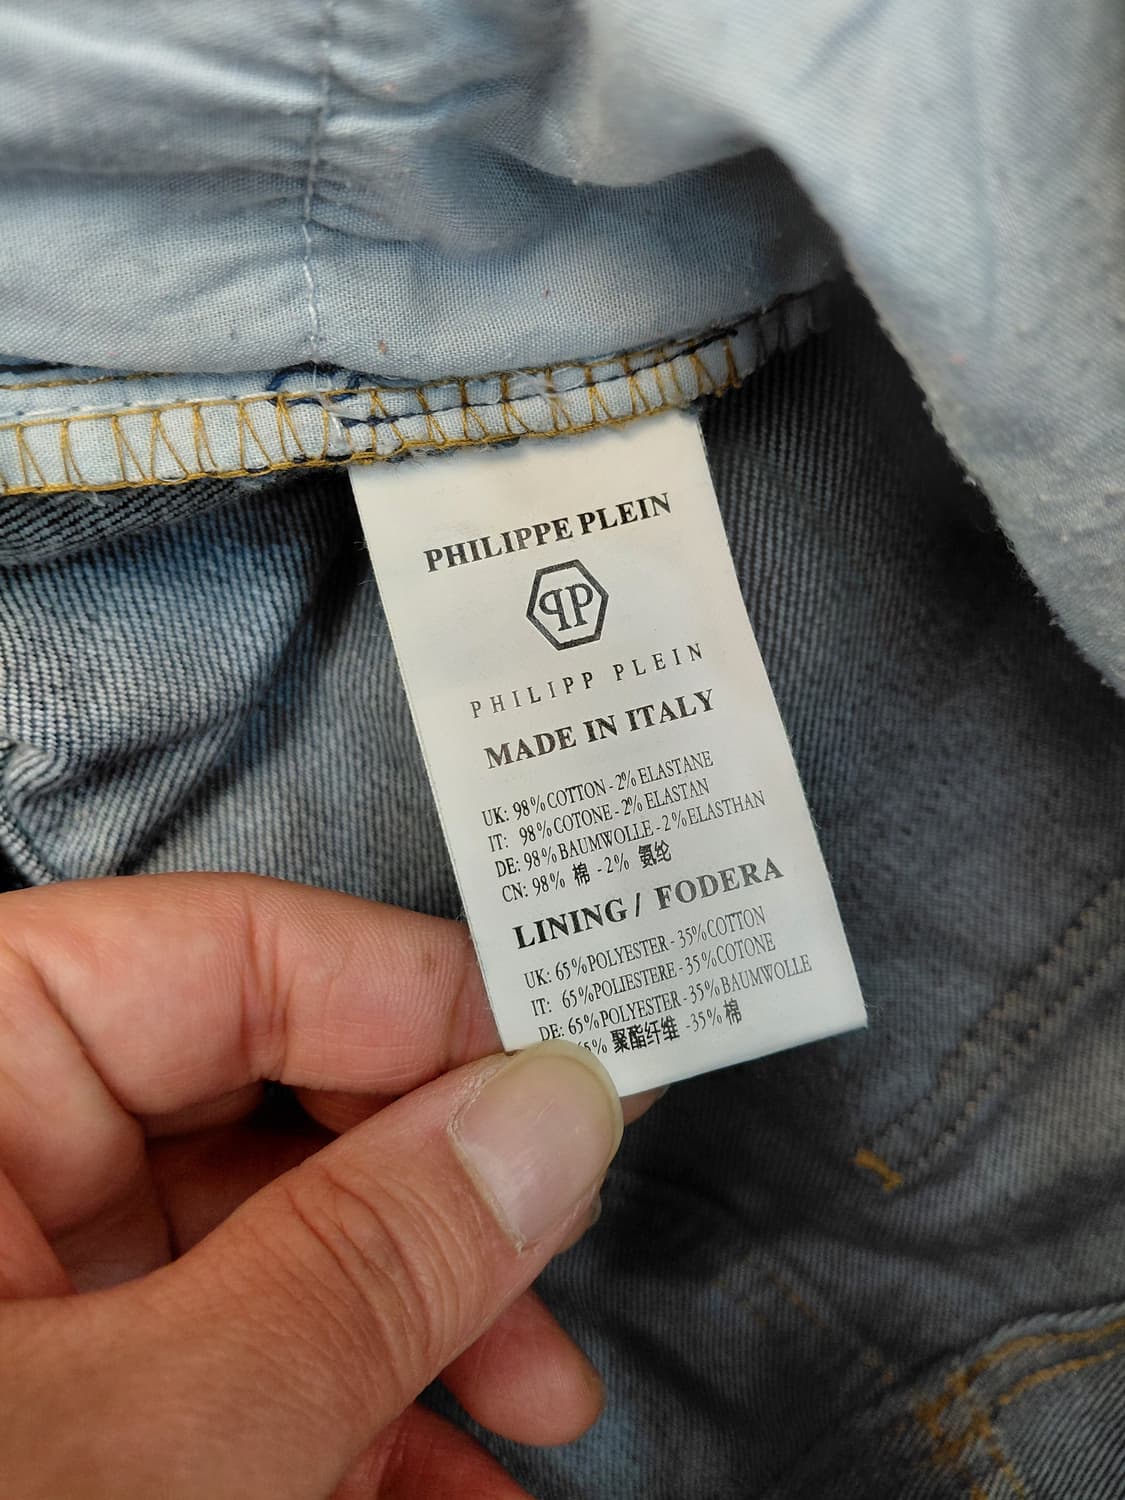 PHILIPPE PLEIN
PP
PHILIPP PLEIN
MADE IN ITALY
UK: 98% COTTON - 2% ELASTANE
IT: 98% COTONE - 2% ELASTAN
DE: 98% BAUMWOLLE - 2% ELASTHAN
CN: 98% 棉 - 2% 氨纶
LINING / FODERA
UK: 65% POLYESTER - 35% COTTON
IT: 65% POLIESTERE - 35% COTONE
DE: 65% POLYESTER - 35% BAUMWOLLE
5% 聚酯纤维 -35% 棉